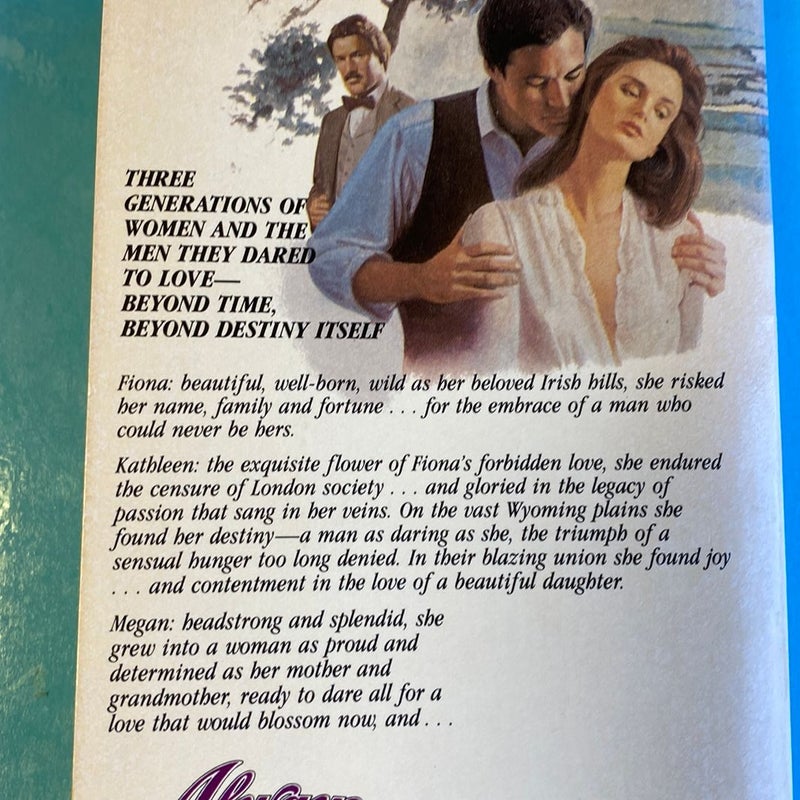 THREE
GENERATIONS OF
WOMEN AND THE
MEN THEY DARED
TO LOVE—
BEYOND TIME,
BEYOND DESTINY ITSELF
Fiona: beautiful, well-born, wild as her beloved Irish hills, she risked
her name, family and fortune . . . for the embrace of a man who
could never be hers.
Kathleen: the exquisite flower of Fiona's forbidden love, she endured
the censure of London society . . . and gloried in the legacy of
passion that sang in her veins. On the vast Wyoming plains she
found her destiny—a man as daring as she, the triumph of a
sensual hunger too long denied. In their blazing union she found joy
. . . and contentment in the love of a beautiful daughter.
Megan: headstrong and splendid, she
grew into a woman as proud and
determined as her mother and
grandmother, ready to dare all for a
love that would blossom now, and . . .
Always